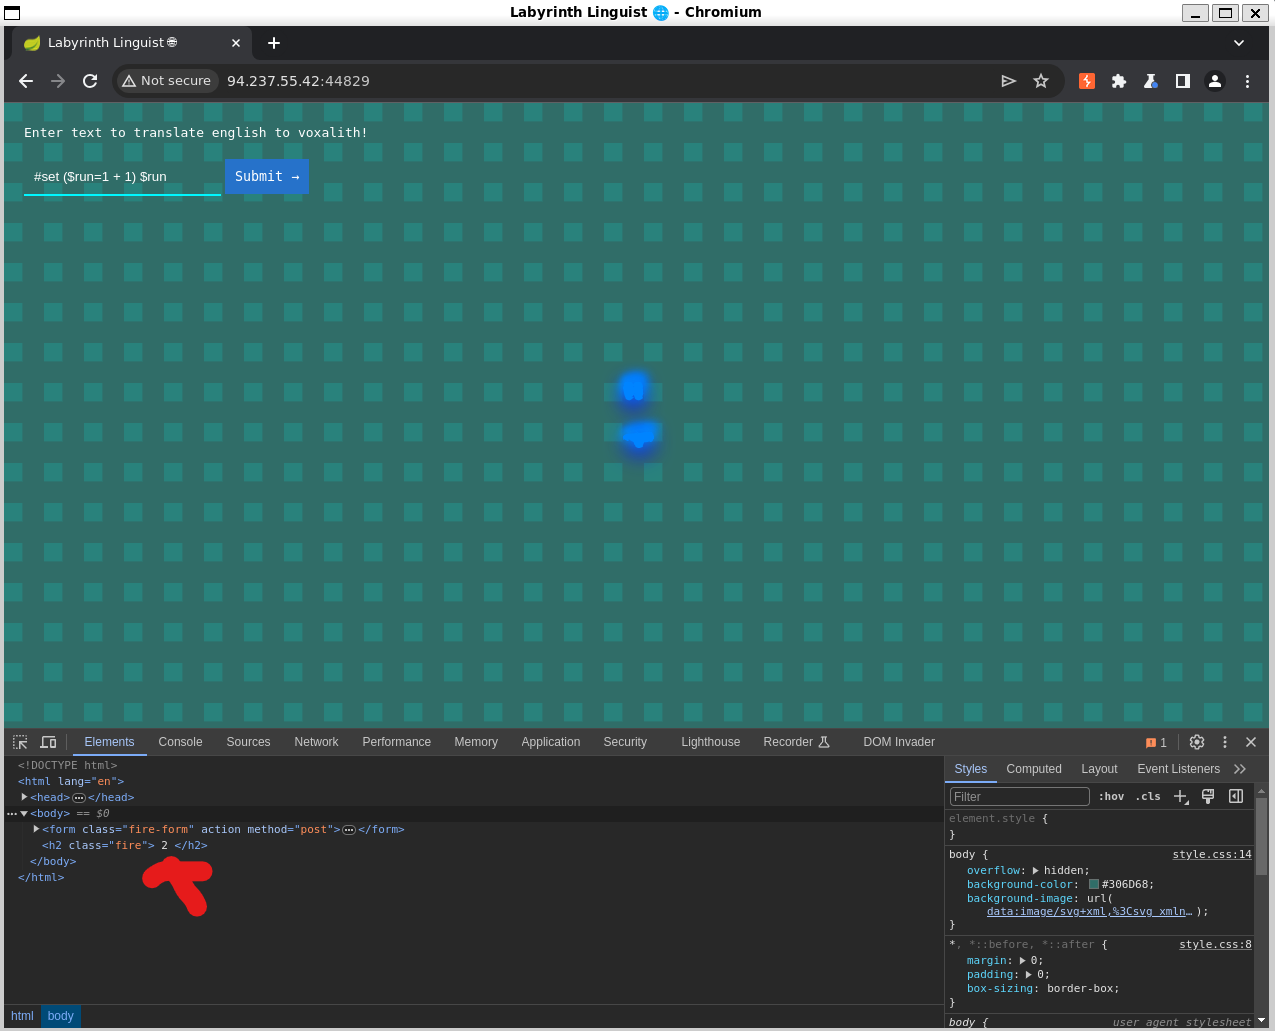 Labyrinth Linguist 🌐 - Chromium
Labyrinth Linguist 🌐
Not secure 94.237.55.42:44829
Enter text to translate english to voxalith!
#set ($run=1 + 1) $run Submit →
Elements Console Sources Network Performance Memory Application Security Lighthouse Recorder DOM Invader 1
<!DOCTYPE html>
<html lang="en">
<head> ••• </head>
••• <body> == $0
<form class="fire-form" action method="post"> ••• </form>
<h2 class="fire"> 2 </h2>
</body>
</html>
html body
Styles Computed Layout Event Listeners
Filter :hov .cls
element.style {
}
body { style.css:14
overflow: hidden;
background-color: #306D68;
background-image: url(
data:image/svg+xml,%3Csvg xmln… );
}
*, *::before, *::after { style.css:8
margin: 0;
padding: 0;
box-sizing: border-box;
}
body { user agent stylesheet